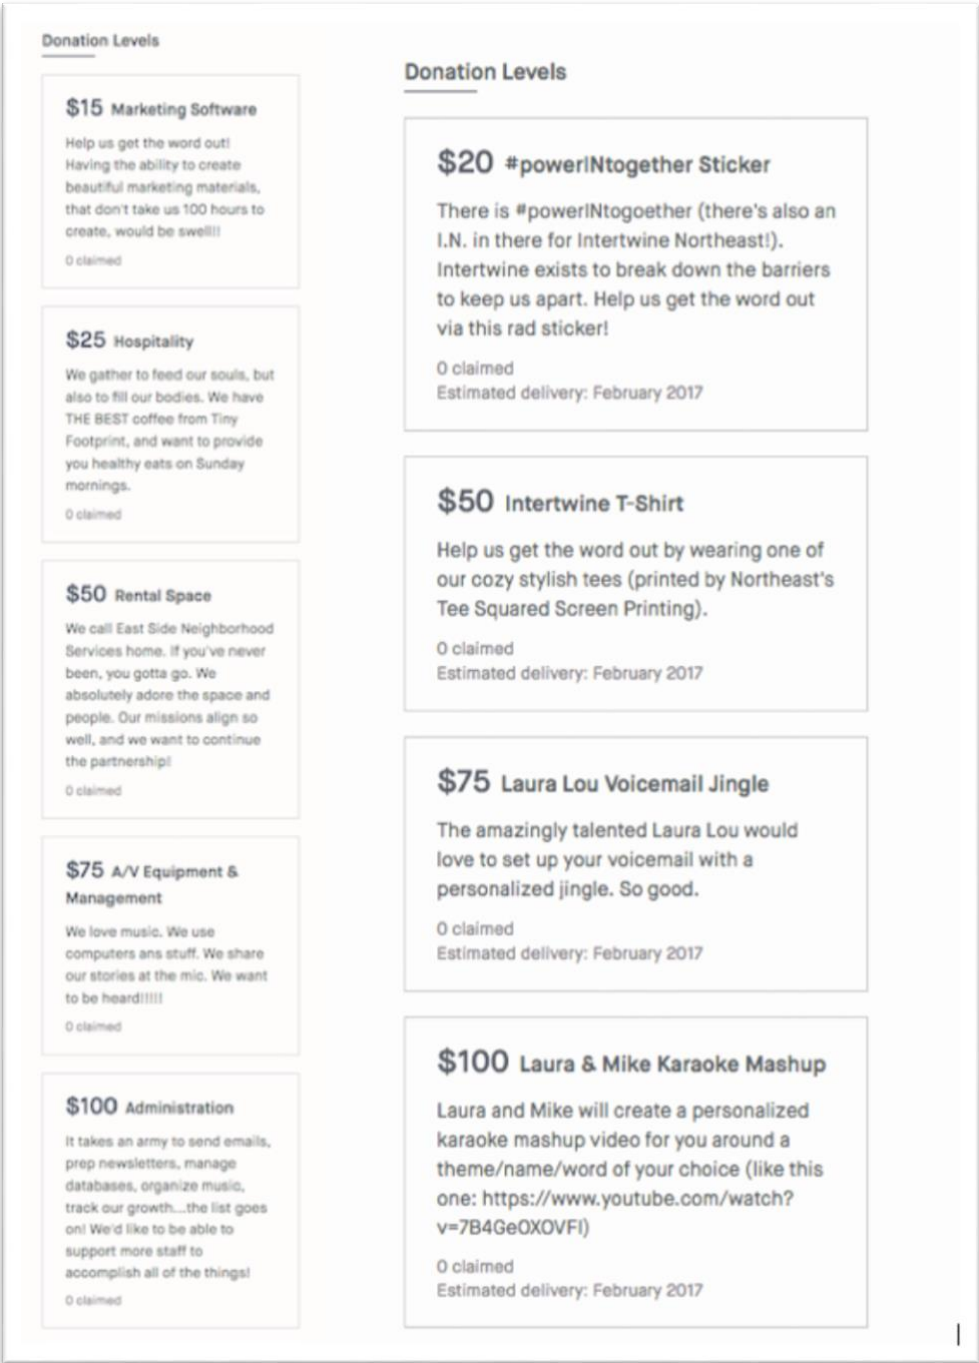 Donation Levels
$15 Marketing Software
Help us get the word out!
Having the ability to create
beautiful marketing materials,
that don't take us 100 hours to
create, would be swell!!
0 claimed
$25 Hospitality
We gather to feed our souls, but
also to fill our bodies. We have
THE BEST coffee from Tiny
Footprint, and want to provide
you healthy eats on Sunday
mornings.
0 claimed
$50 Rental Space
We call East Side Neighborhood
Services home. If you've never
been, you gotta go. We
absolutely adore the space and
people. Our missions align so
well, and we want to continue
the partnership!
0 claimed
$75 A/V Equipment &
Management
We love music. We use
computers ans stuff. We share
our stories at the mic. We want
to be heard!!!!!
0 claimed
$100 Administration
It takes an army to send emails,
prep newsletters, manage
databases, organize music,
track our growth...the list goes
on! We'd like to be able to
support more staff to
accomplish all of the things!
0 claimed
Donation Levels
$20 #powerINtogether Sticker
There is #powerINtogoether (there's also an
I.N. in there for Intertwine Northeast!).
Intertwine exists to break down the barriers
to keep us apart. Help us get the word out
via this rad sticker!
0 claimed
Estimated delivery: February 2017
$50 Intertwine T-Shirt
Help us get the word out by wearing one of
our cozy stylish tees (printed by Northeast's
Tee Squared Screen Printing).
0 claimed
Estimated delivery: February 2017
$75 Laura Lou Voicemail Jingle
The amazingly talented Laura Lou would
love to set up your voicemail with a
personalized jingle. So good.
0 claimed
Estimated delivery: February 2017
$100 Laura & Mike Karaoke Mashup
Laura and Mike will create a personalized
karaoke mashup video for you around a
theme/name/word of your choice (like this
one: https://www.youtube.com/watch?
v=7B4GeOXOVFI)
0 claimed
Estimated delivery: February 2017